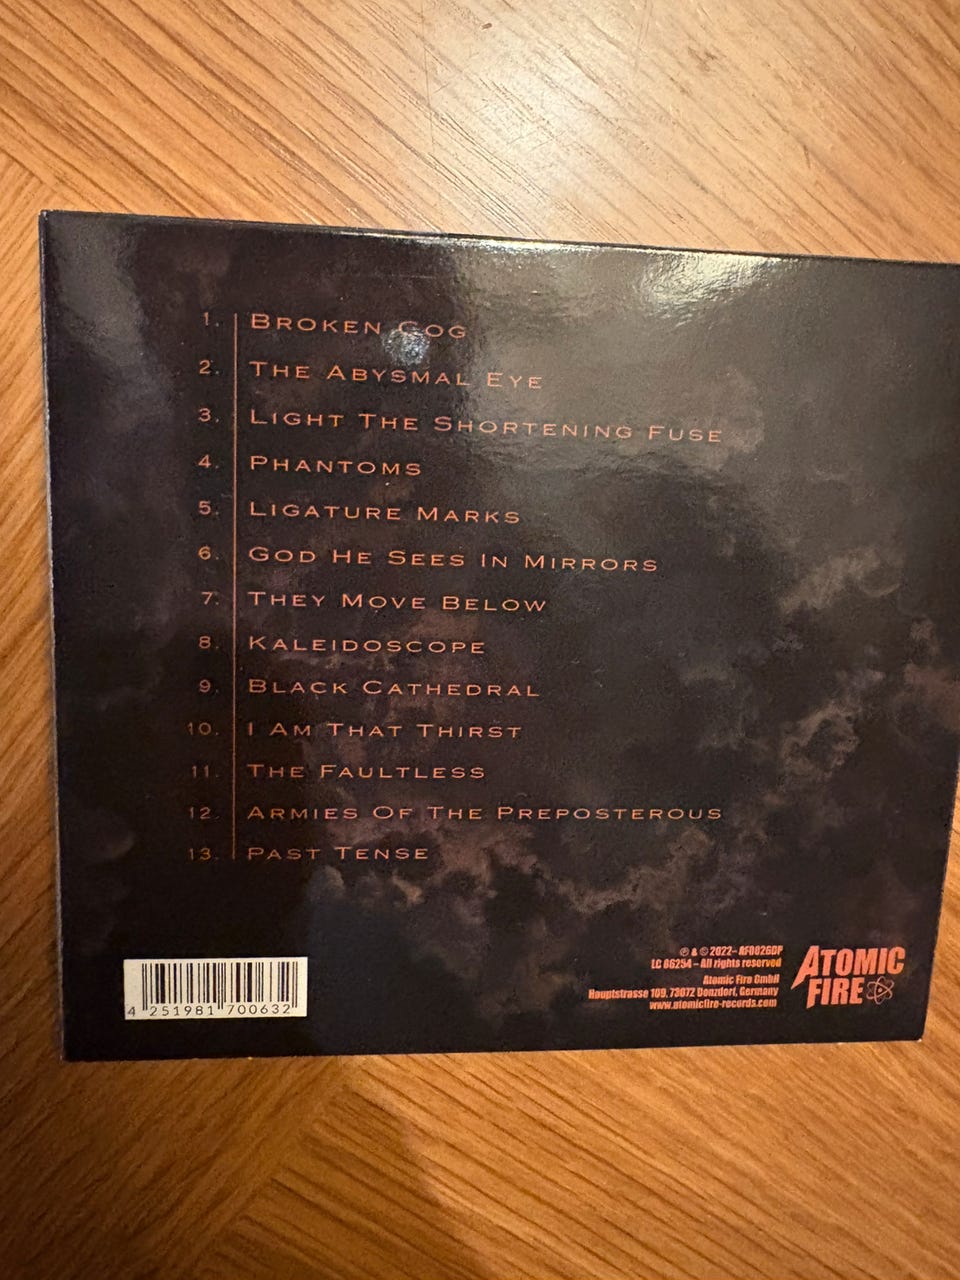 1. BROKEN COG
2. THE ABYSMAL EYE
3. LIGHT THE SHORTENING FUSE
4. PHANTOMS
5. LIGATURE MARKS
6. GOD HE SEES IN MIRRORS
7. THEY MOVE BELOW
8. KALEIDOSCOPE
9. BLACK CATHEDRAL
10. I AM THAT THIRST
11. THE FAULTLESS
12. ARMIES OF THE PREPOSTEROUS
13. PAST TENSE
4 251981 700632
℗ & © 2022 – AF0026DP
LC 86254 – All rights reserved
Atomic Fire GmbH
Hauptstrasse 109, 73072 Donzdorf, Germany
www.atomicfire-records.com
ATOMIC
FIRE